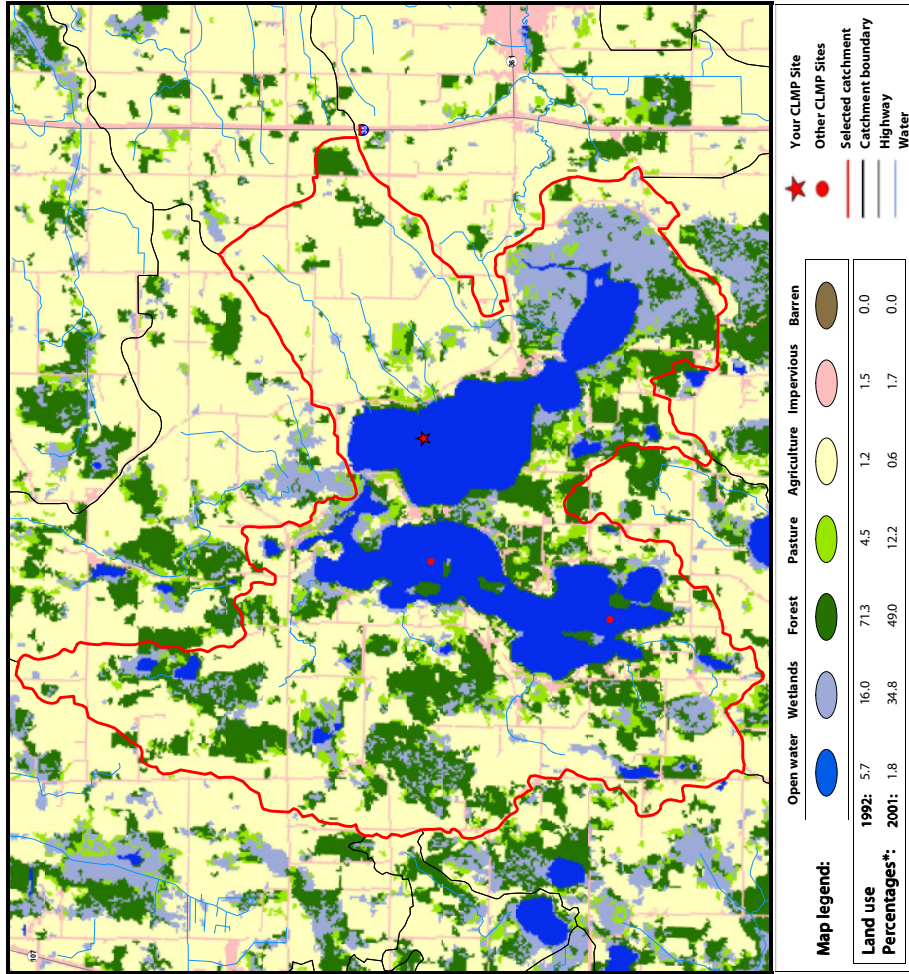 361
107
Your CLMP Site
Other CLMP Sites
Selected catchment
Catchment boundary
Highway
Water
Map legend:
Open water Wetlands Forest Pasture Agriculture Impervious Barren
Land use
Percentages*:
1992: 5.7 16.0 71.3 4.5 1.2 1.5 0.0
2001: 1.8 34.8 49.0 12.2 0.6 1.7 0.0